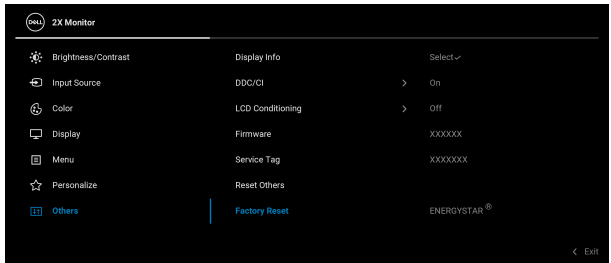 DELL 2X Monitor
Brightness/Contrast Display Info Select✓
Input Source DDC/CI > On
Color LCD Conditioning > Off
Display Firmware XXXXXX
Menu Service Tag XXXXXXX
Personalize Reset Others
Others Factory Reset ENERGYSTAR ®
< Exit